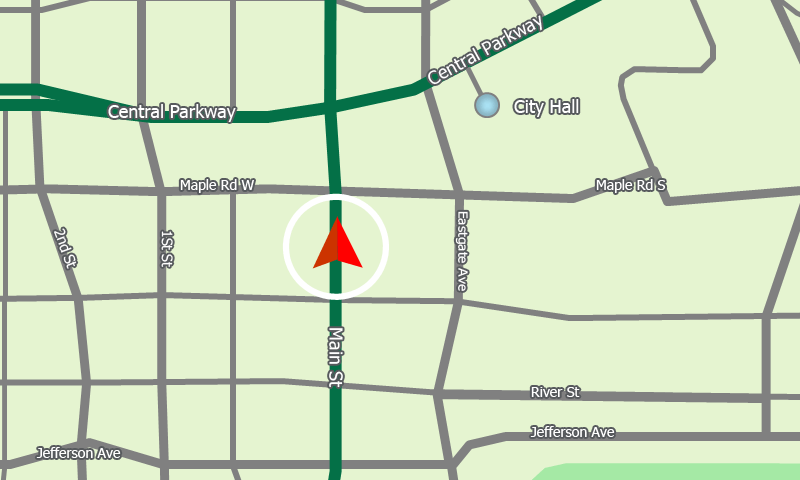 Central Parkway
Central Parkway
City Hall
Maple Rd W
Maple Rd S
2nd St
1St St
Eastgate Ave
Main St
River St
Jefferson Ave
Jefferson Ave